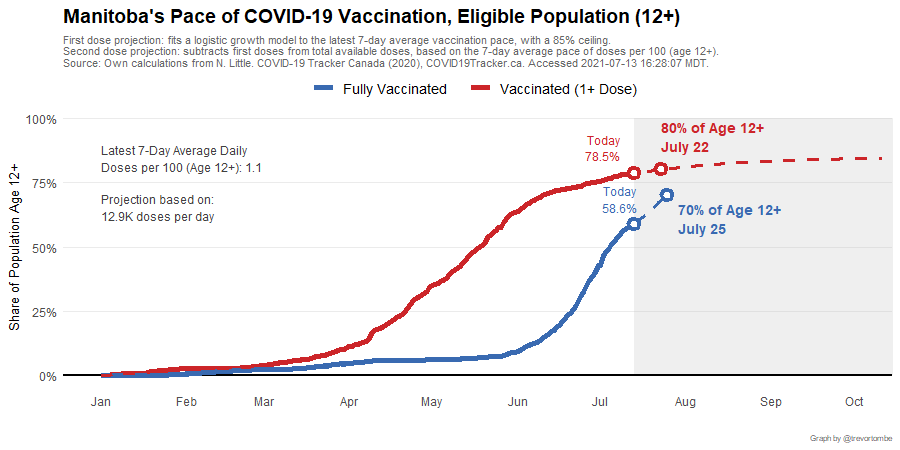 Manitoba's Pace of COVID-19 Vaccination, Eligible Population (12+)
First dose projection: fits a logistic growth model to the latest 7-day average vaccination pace, with a 85% ceiling.
Second dose projection: subtracts first doses from total available doses, based on the 7-day average pace of doses per 100 (age 12+).
Source: Own calculations from N. Little. COVID-19 Tracker Canada (2020), COVID19Tracker.ca. Accessed 2021-07-13 16:28:07 MDT.
Fully Vaccinated
Vaccinated (1+ Dose)
Share of Population Age 12+
100%
75%
50%
25%
0%
Latest 7-Day Average Daily
Doses per 100 (Age 12+): 1.1
Projection based on:
12.9K doses per day
Today
78.5%
80% of Age 12+
July 22
Today
58.6%
70% of Age 12+
July 25
Jan
Feb
Mar
Apr
May
Jun
Jul
Aug
Sep
Oct
Graph by @trevortombe